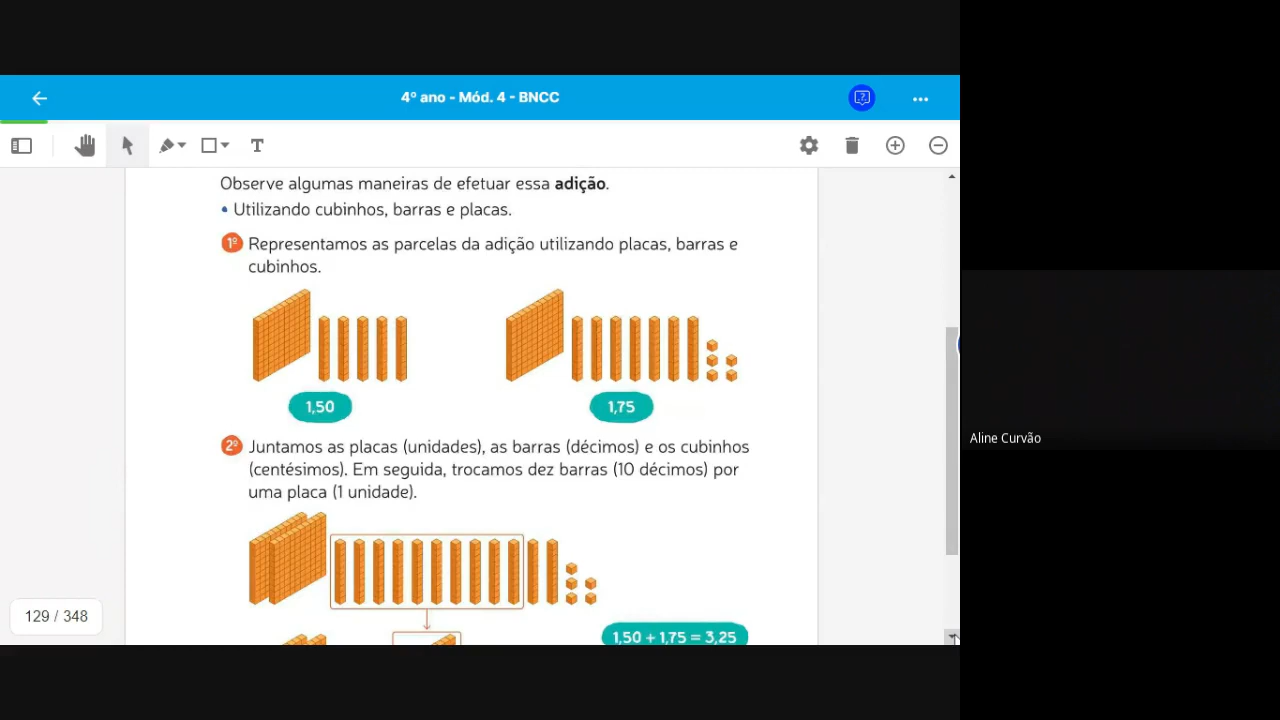 4º ano - Mód. 4 - BNCC
T
Observe algumas maneiras de efetuar essa adição.
• Utilizando cubinhos, barras e placas.
1º Representamos as parcelas da adição utilizando placas, barras e
cubinhos.
1,50
1,75
2º Juntamos as placas (unidades), as barras (décimos) e os cubinhos
(centésimos). Em seguida, trocamos dez barras (10 décimos) por
uma placa (1 unidade).
1,50 + 1,75 = 3,25
129 / 348
Aline Curvão